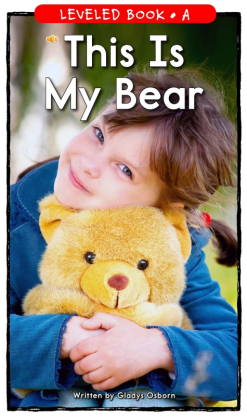 LEVELED BOOK • A
This Is
My Bear
Written by Gladys Osborn